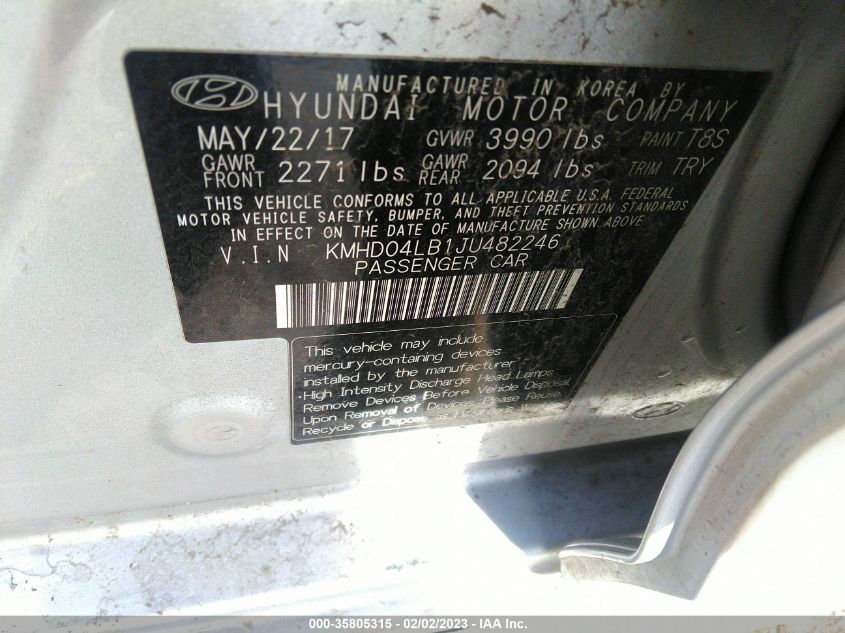 MANUFACTURED IN KOREA BY
HYUNDAI MOTOR COMPANY
MAY/22/17 GVWR 3990 lbs PAINT T8S
GAWR FRONT 2271 lbs GAWR REAR 2094 lbs TRIM TRY
THIS VEHICLE CONFORMS TO ALL APPLICABLE U.S.A. FEDERAL
MOTOR VEHICLE SAFETY, BUMPER, AND THEFT PREVENTION STANDARDS
IN EFFECT ON THE DATE OF MANUFACTURE SHOWN ABOVE
V.I.N KMHD04LB1JU482246
PASSENGER CAR
This vehicle may include
mercury-containing devices
installed by the manufacturer:
-High Intensity Discharge Head Lamps
Remove Devices Before Vehicle Disposal
Upon Removal of Devices Please Reuse,
Recycle or Dispose as
000-35805315 - 02/02/2023 - IAA Inc.